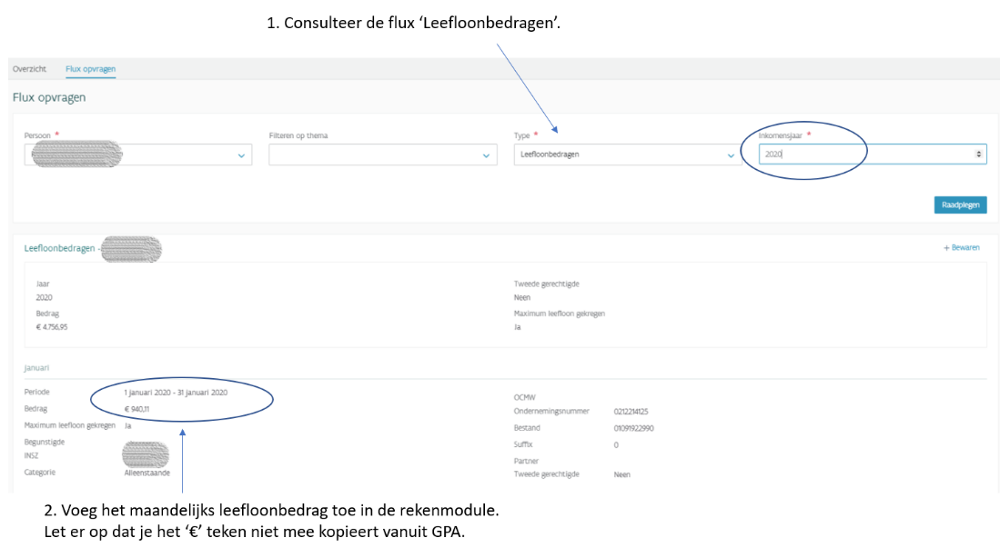 1. Consulteer de flux ‘Leefloonbedragen’.
Overzicht Flux opvragen
Flux opvragen
Persoon * Filteren op thema Type * Inkomensjaar *
Leefloonbedragen 2020
Raadplegen
Leefloonbedragen - + Bewaren
Jaar Tweede gerechtigde
2020 Neen
Bedrag Maximum leefloon gekregen
€ 4.756,95 Ja
Januari
Periode 1 januari 2020 - 31 januari 2020
OCMW
Bedrag € 940,11 Ondernemingsnummer 0212214125
Maximum leefloon gekregen Ja Bestand 01091922990
Begunstigde Suffix 0
INSZ Partner
Categorie Alleenstaande Tweede gerechtigde Neen
2. Voeg het maandelijks leefloonbedrag toe in de rekenmodule.
Let er op dat je het ‘€’ teken niet mee kopieert vanuit GPA.